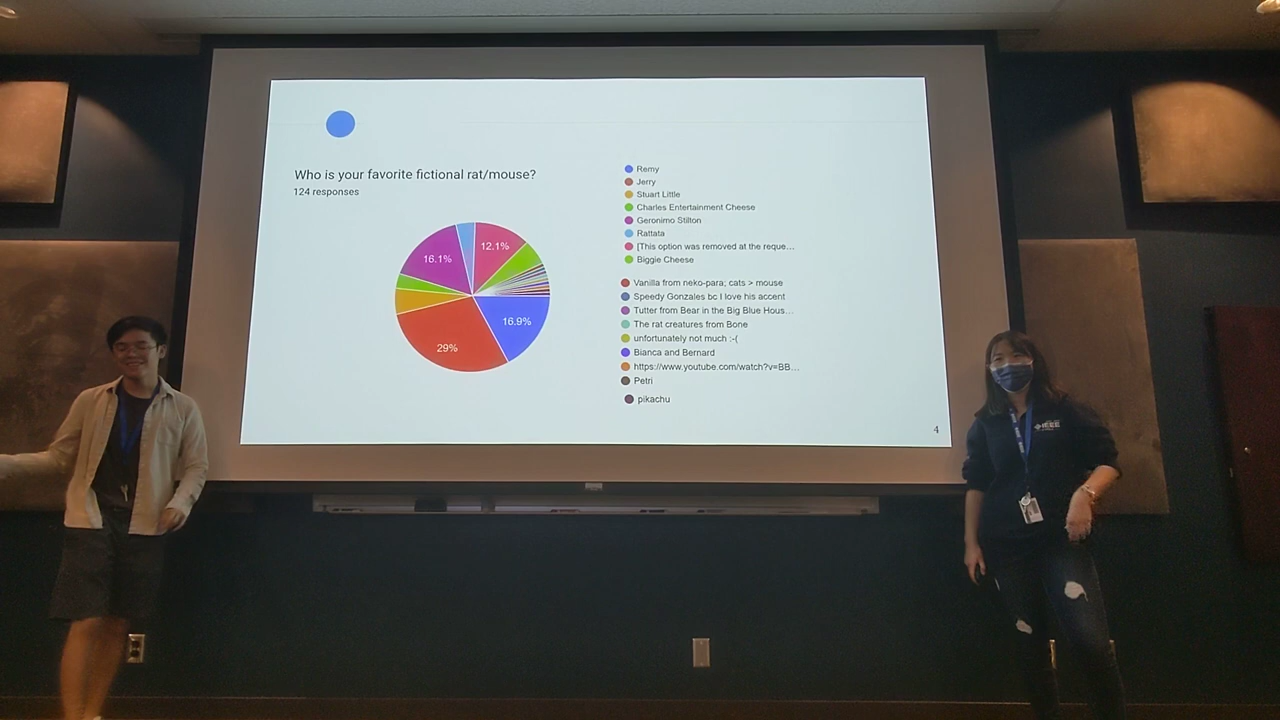 Who is your favorite fictional rat/mouse?
124 responses
12.1%
16.1%
16.9%
29%
Remy
Jerry
Stuart Little
Charles Entertainment Cheese
Geronimo Stilton
Rattata
[This option was removed at the reque...
Biggie Cheese
Vanilla from neko-para; cats > mouse
Speedy Gonzales bc I love his accent
Tutter from Bear in the Big Blue Hous...
The rat creatures from Bone
unfortunately not much :-(
Bianca and Bernard
https://www.youtube.com/watch?v=BB...
Petri
pikachu
4
IEEE